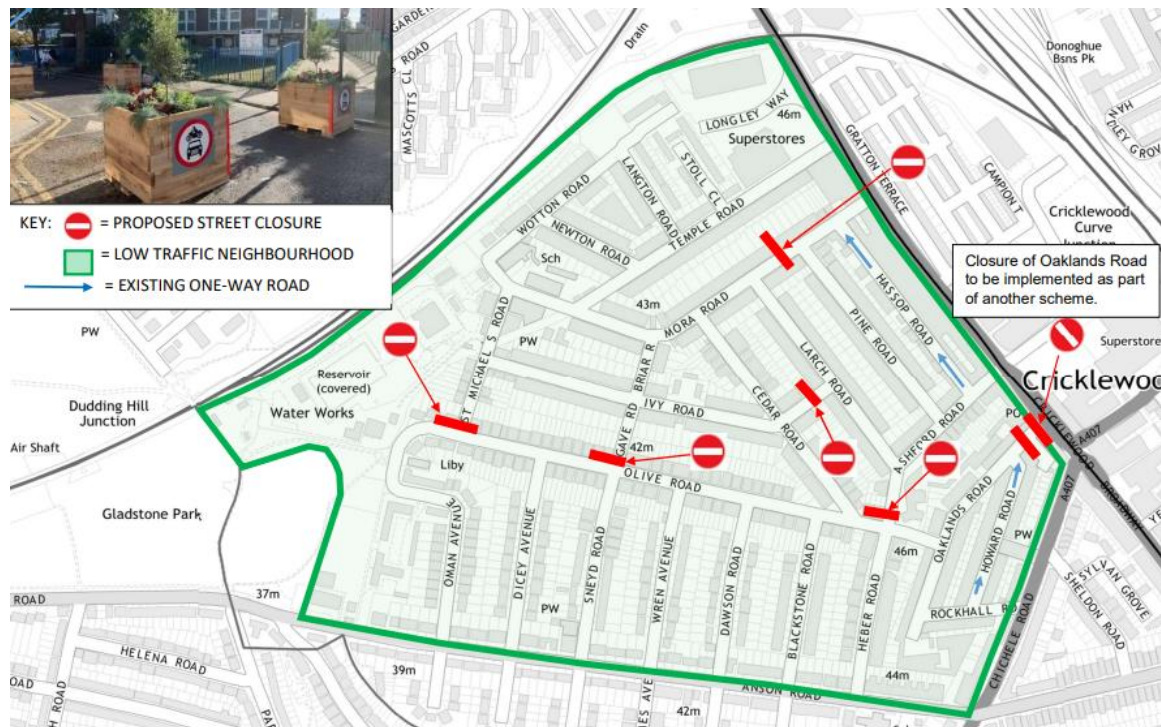 KEY:
= PROPOSED STREET CLOSURE
= LOW TRAFFIC NEIGHBOURHOOD
= EXISTING ONE-WAY ROAD
Closure of Oaklands Road
to be implemented as part
of another scheme.
MASCOTTS CL
ROAD
Drain
Donoghue
Bsns Pk
LONGLEY WAY
46m
Superstores
GRATTON TERRACE
CAMPION T
Cricklewood
Curve
Junction
WOTTON ROAD
LANGTON ROAD
STOLL CL
TEMPLE ROAD
NEWTON ROAD
Sch
43m
MORA ROAD
HASSOP ROAD
PINE ROAD
LARCH ROAD
CEDAR ROAD
ASHFORD ROAD
Superstore
Cricklewoo
PO
CRICKLEWOOD
BROADWAY
A407
A407
PW
PW
ST MICHAEL S ROAD
BRIAR R
GAVE RD
IVY ROAD
42m
OLIVE ROAD
Reservoir
(covered)
Water Works
Dudding Hill
Junction
Air Shaft
Gladstone Park
Liby
OMAN AVENUE
DICEY AVENUE
SNEYD ROAD
WREN AVENUE
DAWSON ROAD
BLACKSTONE ROAD
HEBER ROAD
46m
OAKLANDS ROAD
HOWARD ROAD
PW
ROCKHALL RD
CHICHELE ROAD
SYLVAN GROVE
SHELDON ROAD
PW
37m
ROAD
HELENA ROAD
39m
44m
ANSON ROAD
42m